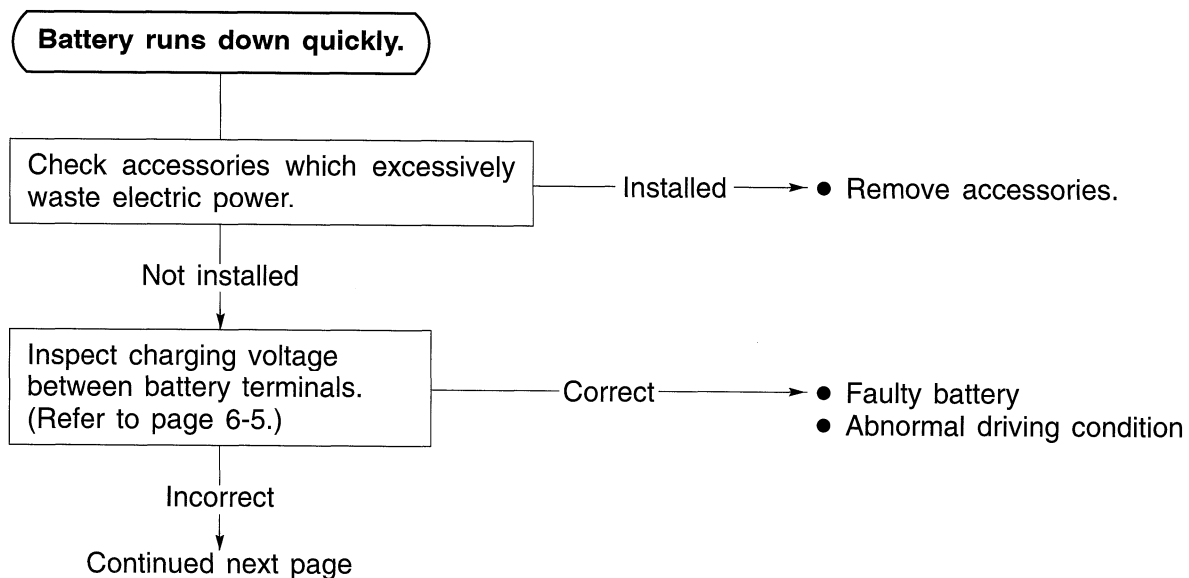 Battery runs down quickly.
Check accessories which excessively
waste electric power.
Installed
● Remove accessories.
Not installed
Inspect charging voltage
between battery terminals.
(Refer to page 6-5.)
Correct
● Faulty battery
● Abnormal driving condition
Incorrect
Continued next page